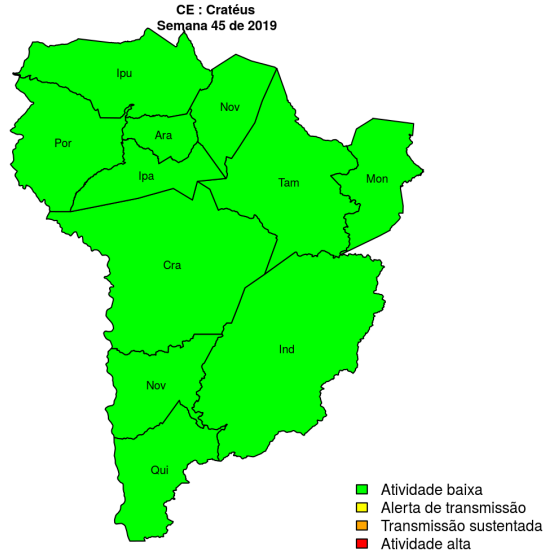 CE : Cratéus
Semana 45 de 2019
Ipu
Nov
Por
Ara
Ipa
Tam
Mon
Cra
Ind
Nov
Qui
Atividade baixa
Alerta de transmissão
Transmissão sustentada
Atividade alta